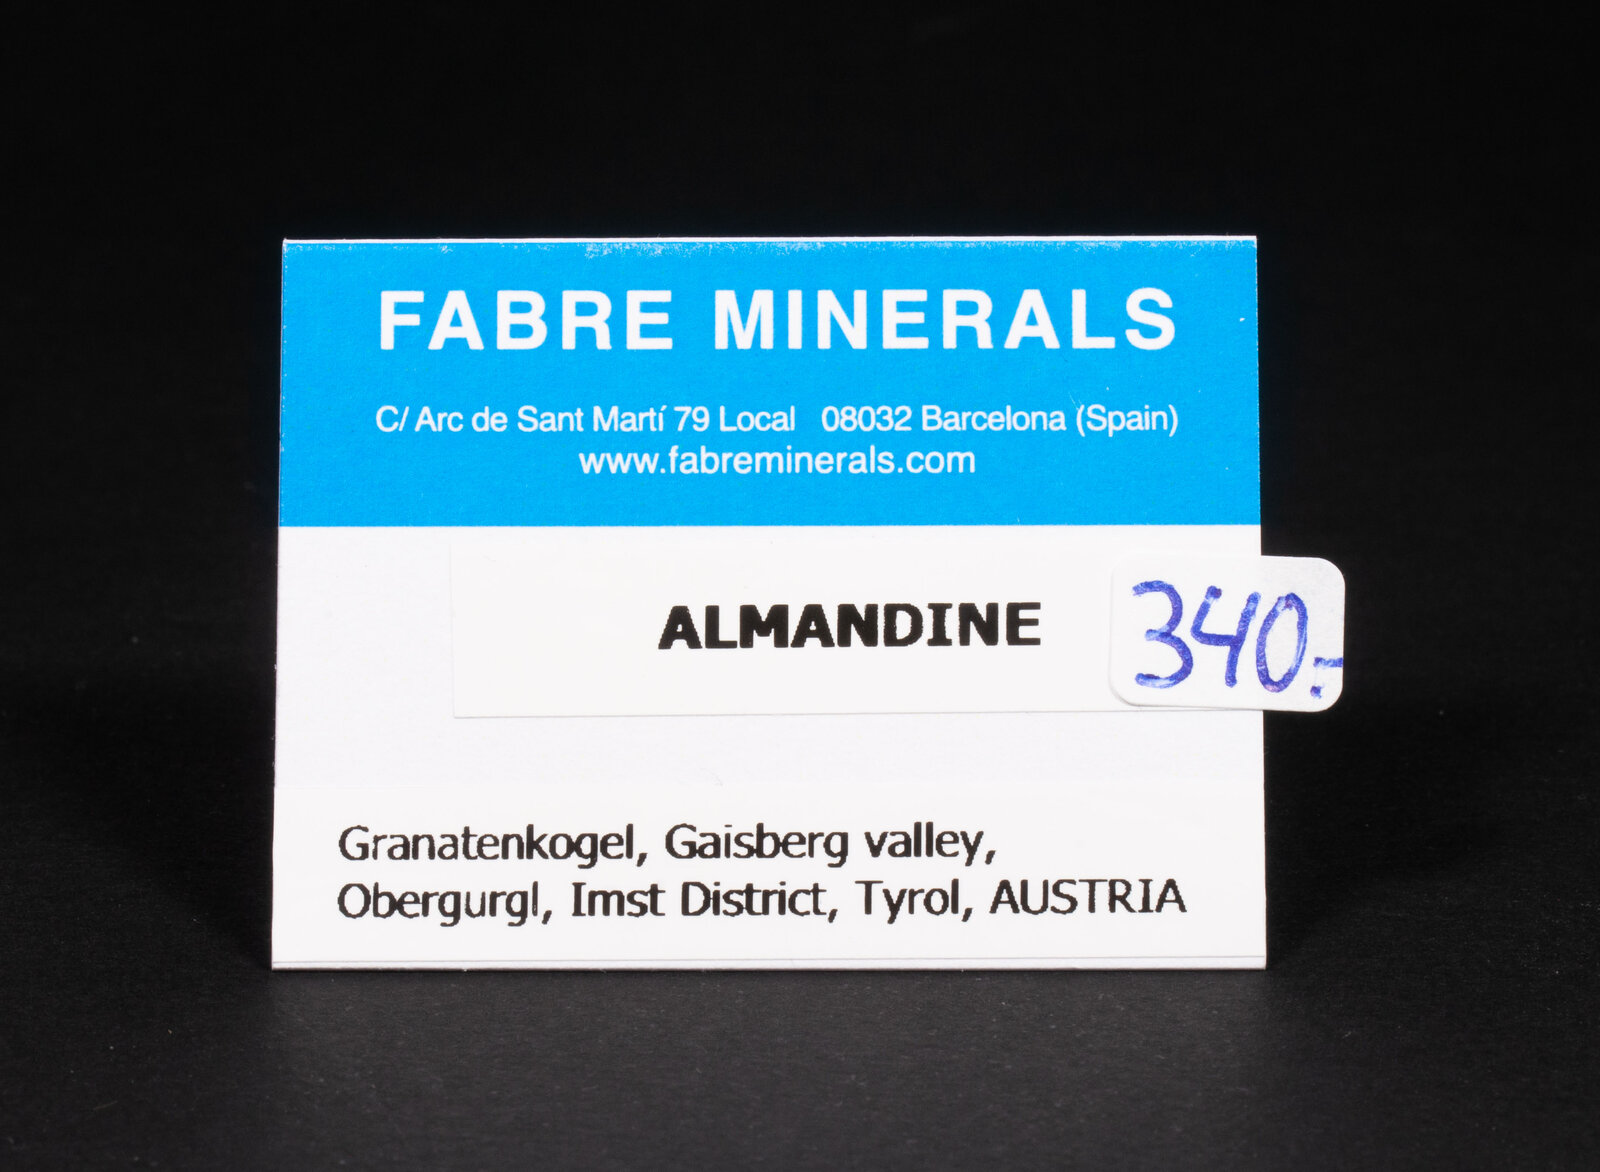 FABRE MINERALS
C/ Arc de Sant Martí 79 Local 08032 Barcelona (Spain)
www.fabreminerals.com
ALMANDINE
340.-
Granatenkogel, Gaisberg valley,
Obergurgl, Imst District, Tyrol, AUSTRIA